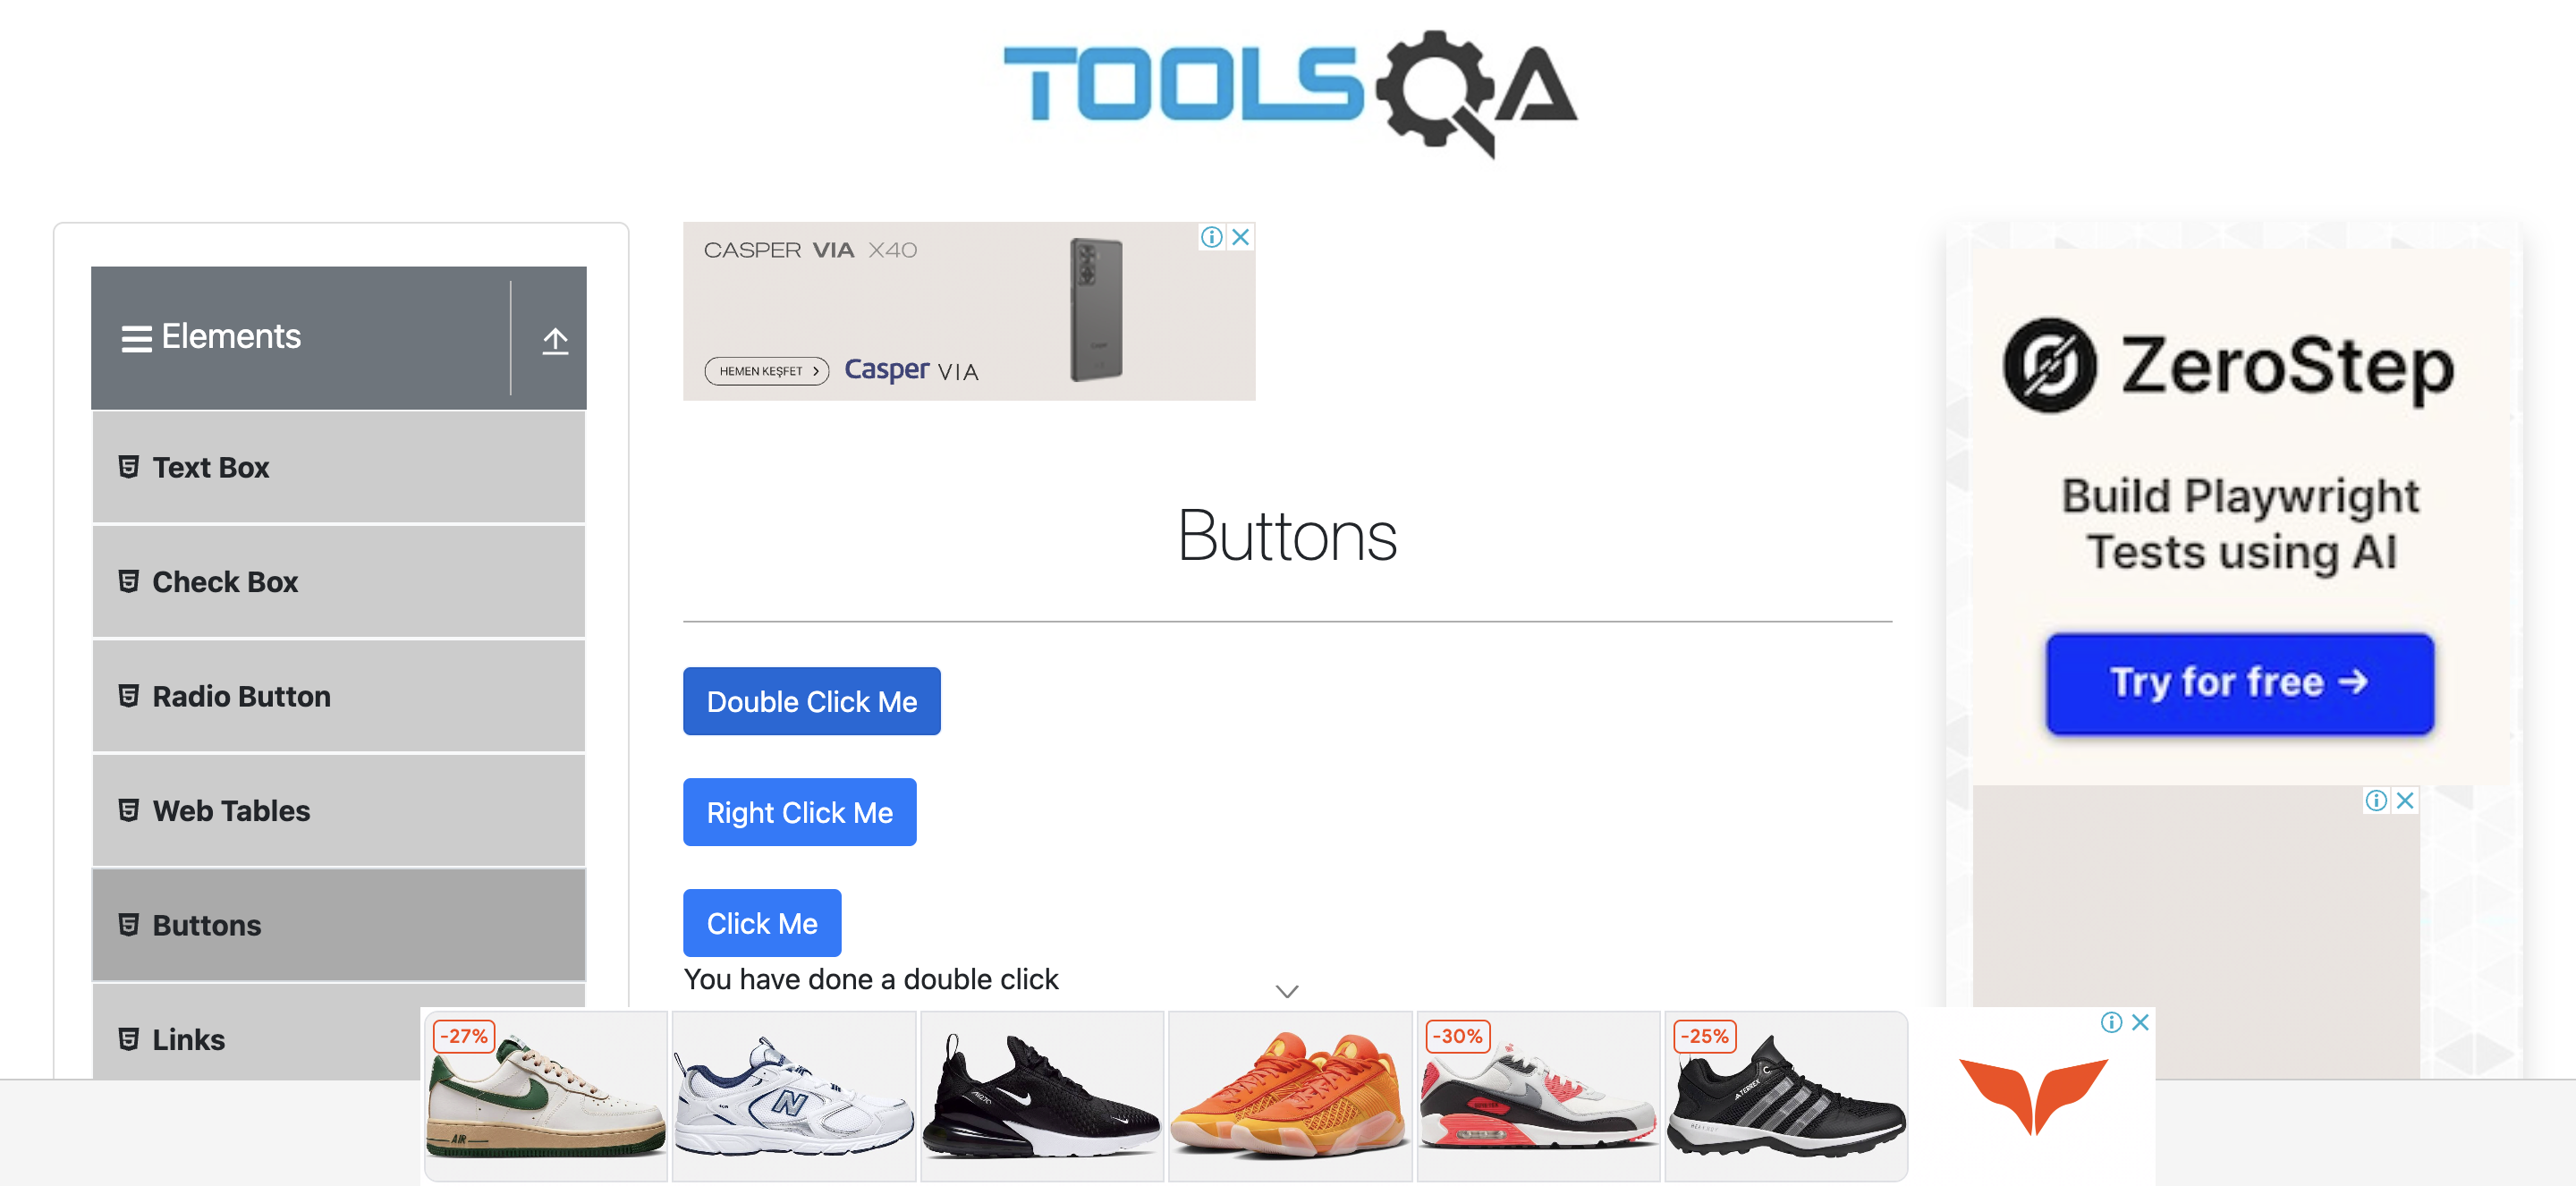 TOOLSQA
Elements
Text Box
Check Box
Radio Button
Web Tables
Buttons
Links
CASPER VIA X40
HEMEN KEŞFET
Casper VIA
Buttons
Double Click Me
Right Click Me
Click Me
You have done a double click
ZeroStep
Build Playwright
Tests using AI
Try for free →
-27%
AIR
N
-30%
-25%